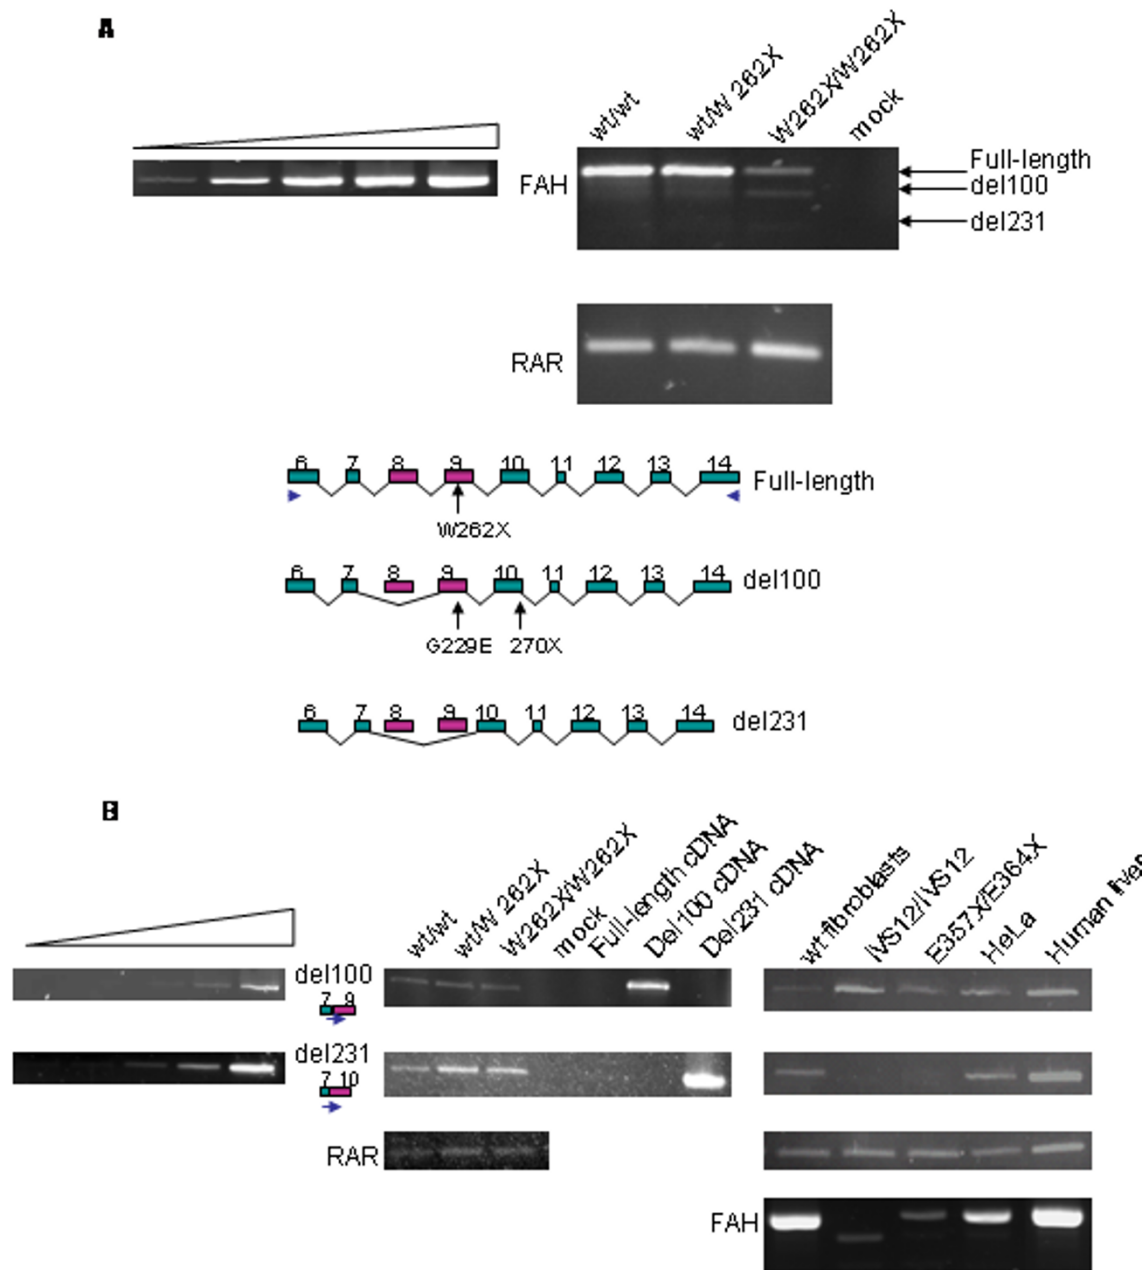 A
wt/wt
wt/W 262X
W262X/W262X
mock
FAH
Full-length
del100
del231
RAR
6 7 8 9 10 11 12 13 14
Full-length
W262X
6 7 8 9 10 11 12 13 14
del100
G229E 270X
6 7 8 9 10 11 12 13 14
del231
B
wt/wt
wt/W 262X
W262X/W262X
mock
Full-length cDNA
Del100 cDNA
Del231 cDNA
wt fibroblasts
IVS12/IVS12
E357X/E364X
HeLa
Human liver
del100
7 9
del231
7 10
RAR
FAH